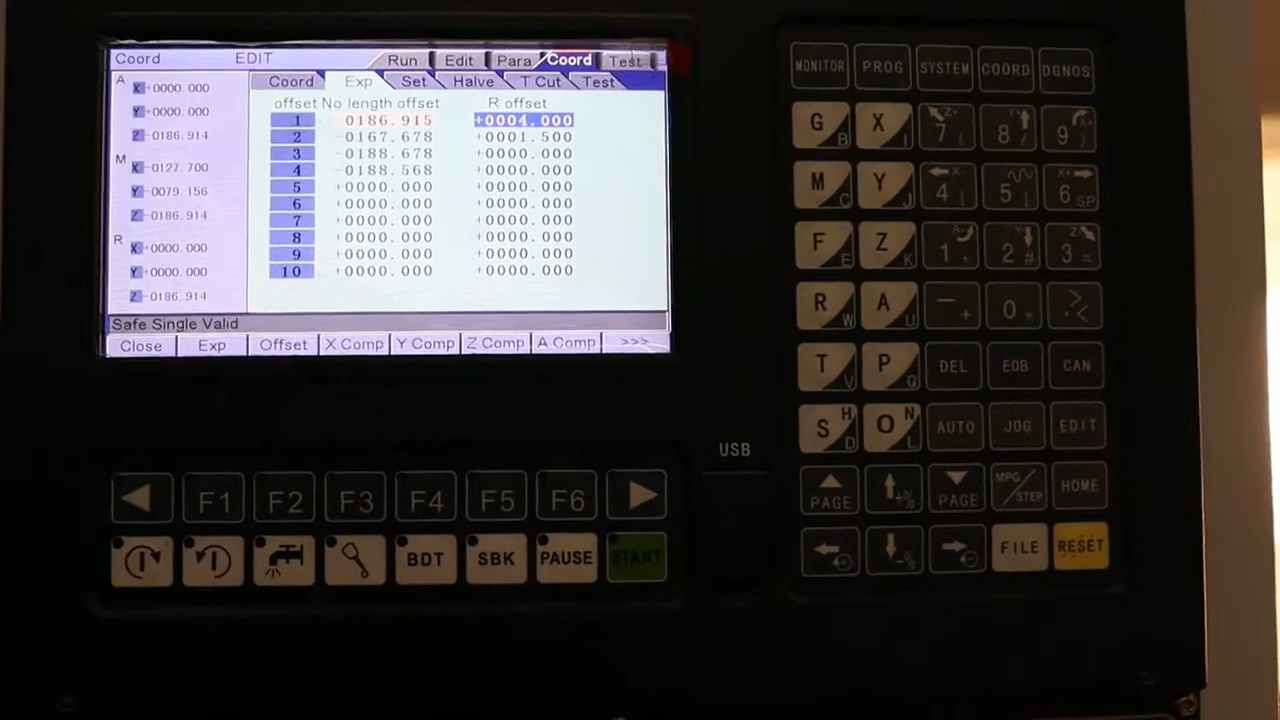 Coord EDIT Run Edit Para Coord Test
Coord Exp Set Halve T Cut Test
offset No length offset R offset
1 -0186.915 +0004.000
2 -0167.678 +0001.500
3 -0188.678 +0000.000
4 -0188.568 +0000.000
5 +0000.000 +0000.000
6 +0000.000 +0000.000
7 +0000.000 +0000.000
8 +0000.000 +0000.000
9 +0000.000 +0000.000
10 +0000.000 +0000.000
A X +0000.000
Y +0000.000
Z -0186.914
M X -0127.700
Y -0079.156
Z -0186.914
R X +0000.000
Y +0000.000
Z -0186.914
Safe Single Valid
Close Exp Offset X Comp Y Comp Z Comp A Comp >>>
F1 F2 F3 F4 F5 F6
BDT SBK PAUSE START
USB
MONITOR PROG SYSTEM COORD DGNOS
G B X I 7 Z- [ 8 Y+ / 9 )
M C Y J 4 X- [ 5 ] 6 X+ SP
F E Z K 1 , 2 Y- # 3 Z+ =
R W A U - + 0 * > <
T V P Q DEL EOB CAN
S H D O N L AUTO JOG EDIT
PAGE +% PAGE MPG/STEP HOME
-% FILE RESET